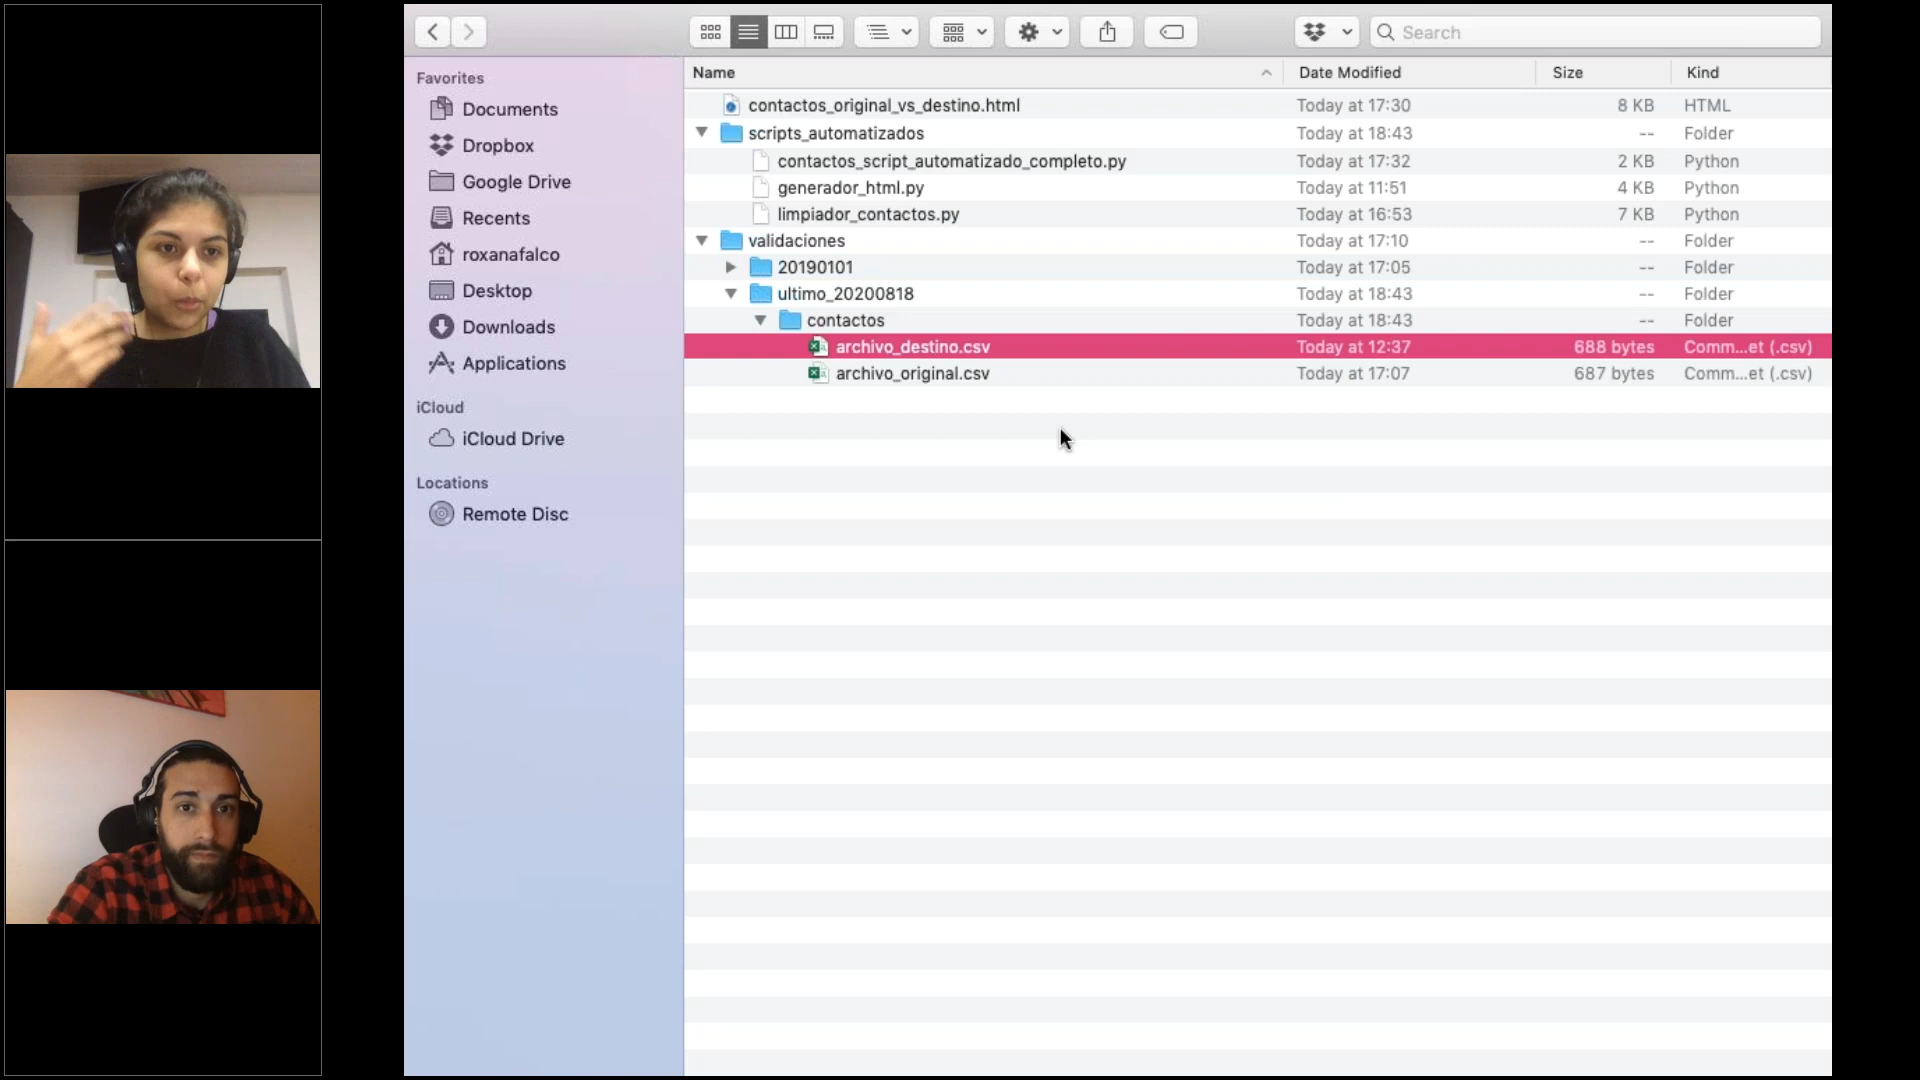 Search
Favorites
Documents
Dropbox
Google Drive
Recents
roxanafalco
Desktop
Downloads
Applications
iCloud
iCloud Drive
Locations
Remote Disc
Name Date Modified Size Kind
contactos_original_vs_destino.html Today at 17:30 8 KB HTML
scripts_automatizados Today at 18:43 -- Folder
contactos_script_automatizado_completo.py Today at 17:32 2 KB Python
generador_html.py Today at 11:51 4 KB Python
limpiador_contactos.py Today at 16:53 7 KB Python
validaciones Today at 17:10 -- Folder
20190101 Today at 17:05 -- Folder
ultimo_20200818 Today at 18:43 -- Folder
contactos Today at 18:43 -- Folder
archivo_destino.csv Today at 12:37 688 bytes Comm...et (.csv)
archivo_original.csv Today at 17:07 687 bytes Comm...et (.csv)